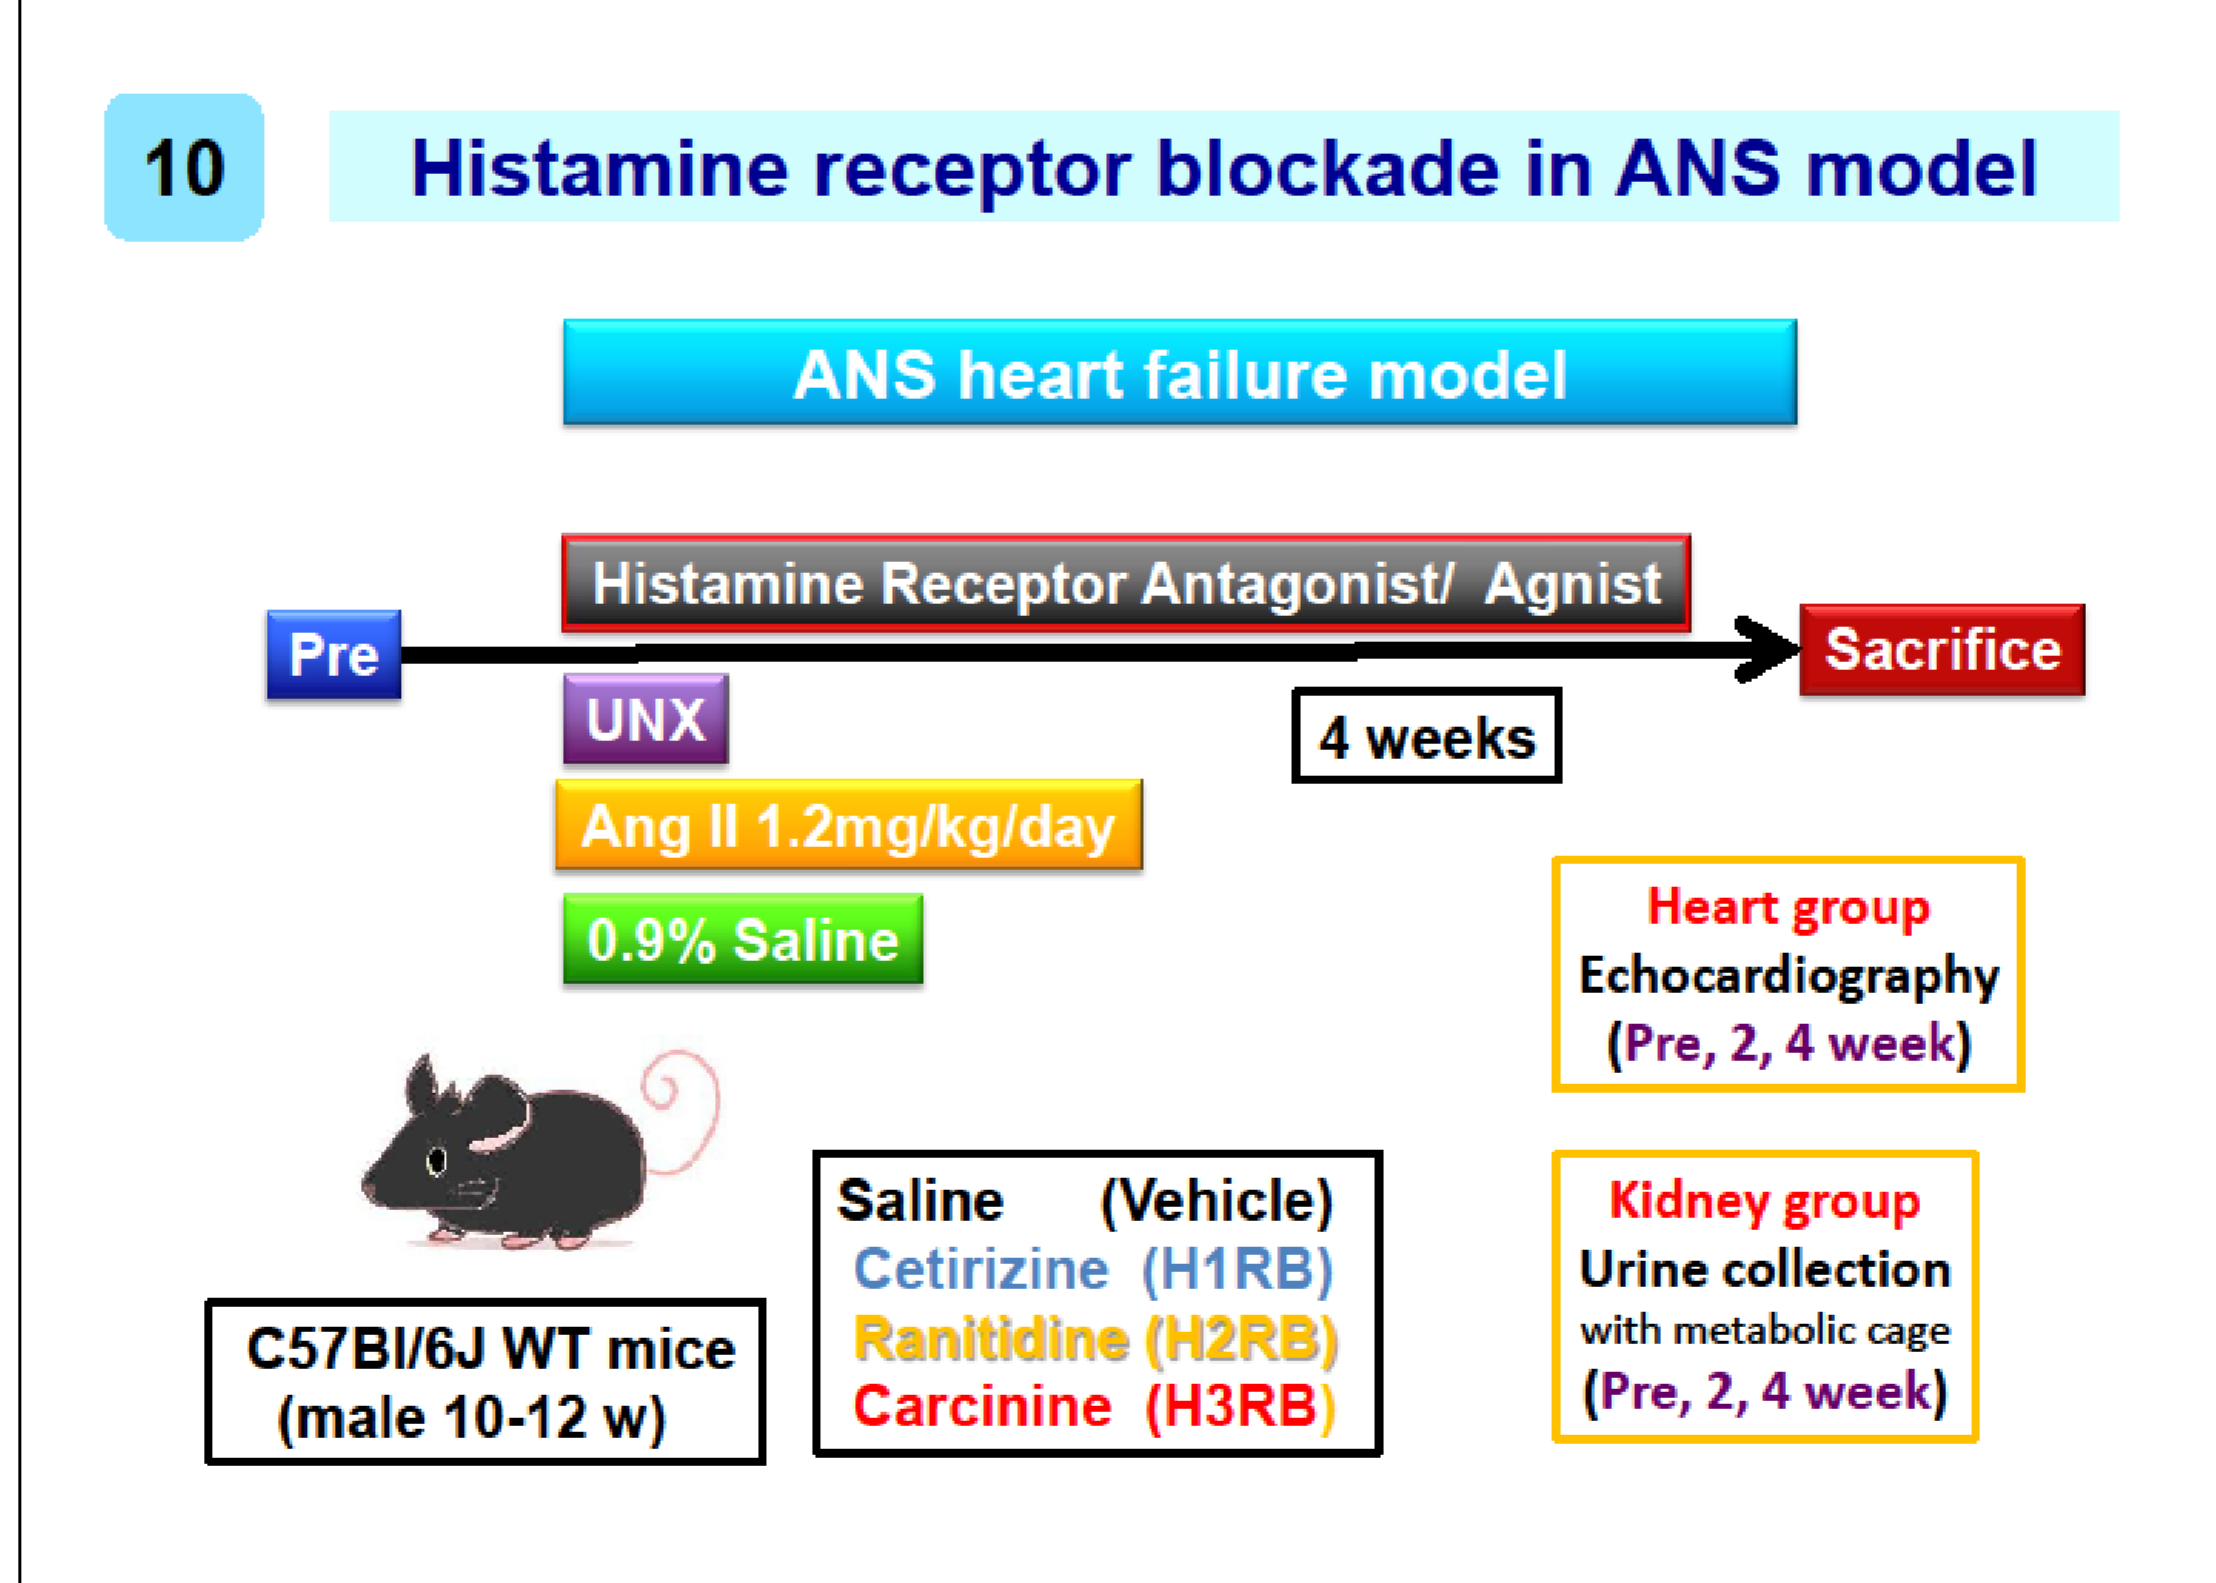 10
Histamine receptor blockade in ANS model
ANS heart failure model
Histamine Receptor Antagonist/ Agnist
Pre
Sacrifice
UNX
4 weeks
Ang II 1.2mg/kg/day
0.9% Saline
Heart group
Echocardiography
(Pre, 2, 4 week)
Saline (Vehicle)
Cetirizine (H1RB)
Ranitidine (H2RB)
Carcinine (H3RB)
Kidney group
Urine collection
with metabolic cage
(Pre, 2, 4 week)
C57Bl/6J WT mice
(male 10-12 w)